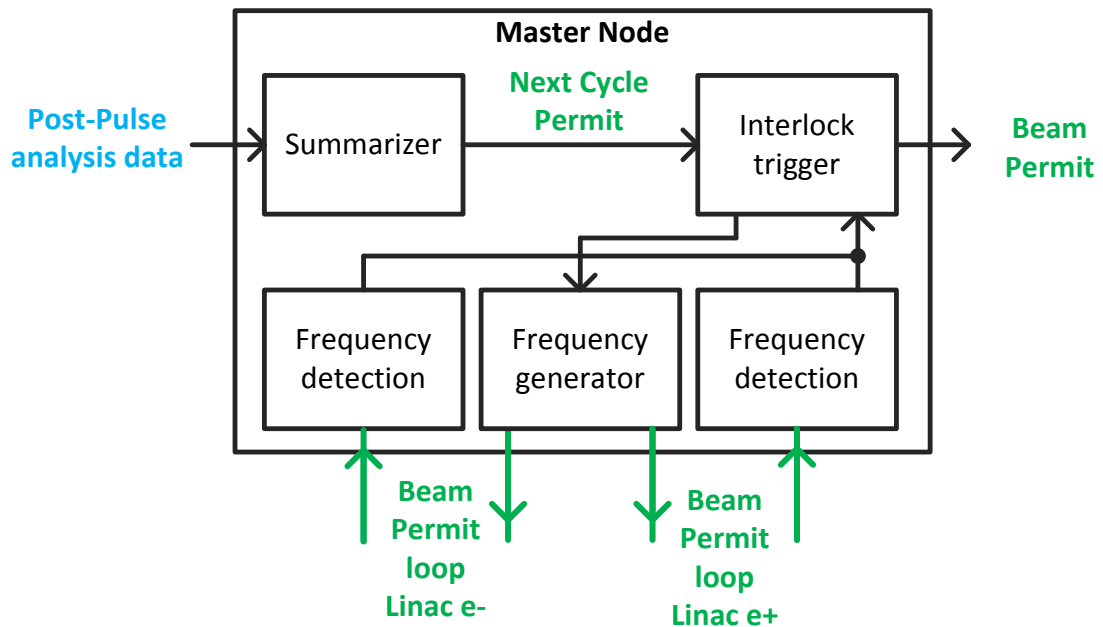 Master Node
Post-Pulse
analysis data
Summarizer
Next Cycle
Permit
Interlock
trigger
Beam
Permit
Frequency
detection
Frequency
generator
Frequency
detection
Beam
Permit
loop
Linac e-
Beam
Permit
loop
Linac e+